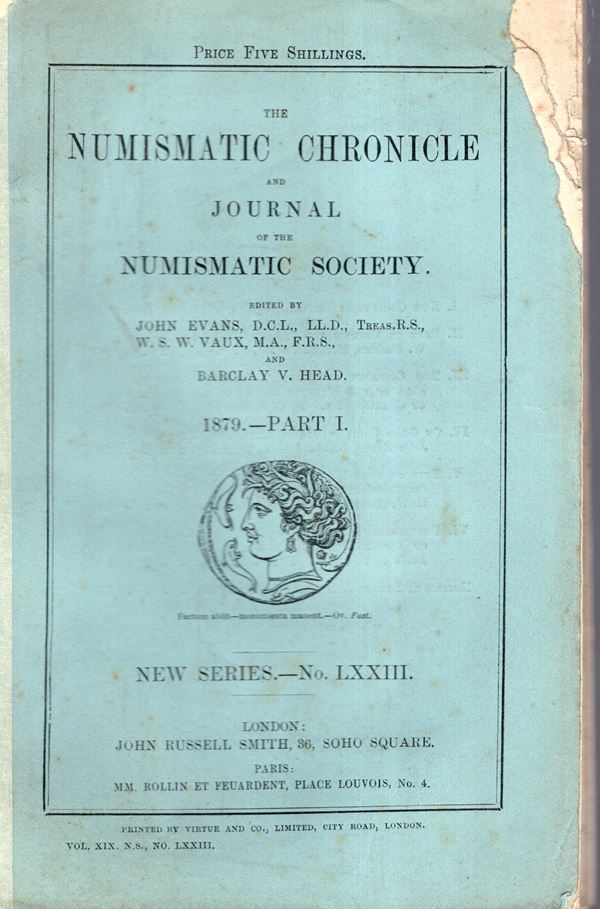 PRICE FIVE SHILLINGS.
THE
NUMISMATIC CHRONICLE
AND
JOURNAL
OF THE
NUMISMATIC SOCIETY.
EDITED BY
JOHN EVANS, D.C.L., LL.D., TREAS.R.S.,
W. S. W. VAUX, M.A., F.R.S.,
AND
BARCLAY V. HEAD.
1879.—PART I.
Factum abiit—monumenta manent.—Ov. Fast.
NEW SERIES.—No. LXXIII.
LONDON:
JOHN RUSSELL SMITH, 36, SOHO SQUARE.
PARIS:
MM. ROLLIN ET FEUARDENT, PLACE LOUVOIS, No. 4.
PRINTED BY VIRTUE AND CO., LIMITED, CITY ROAD, LONDON.
VOL. XIX. N.S., NO. LXXIII.